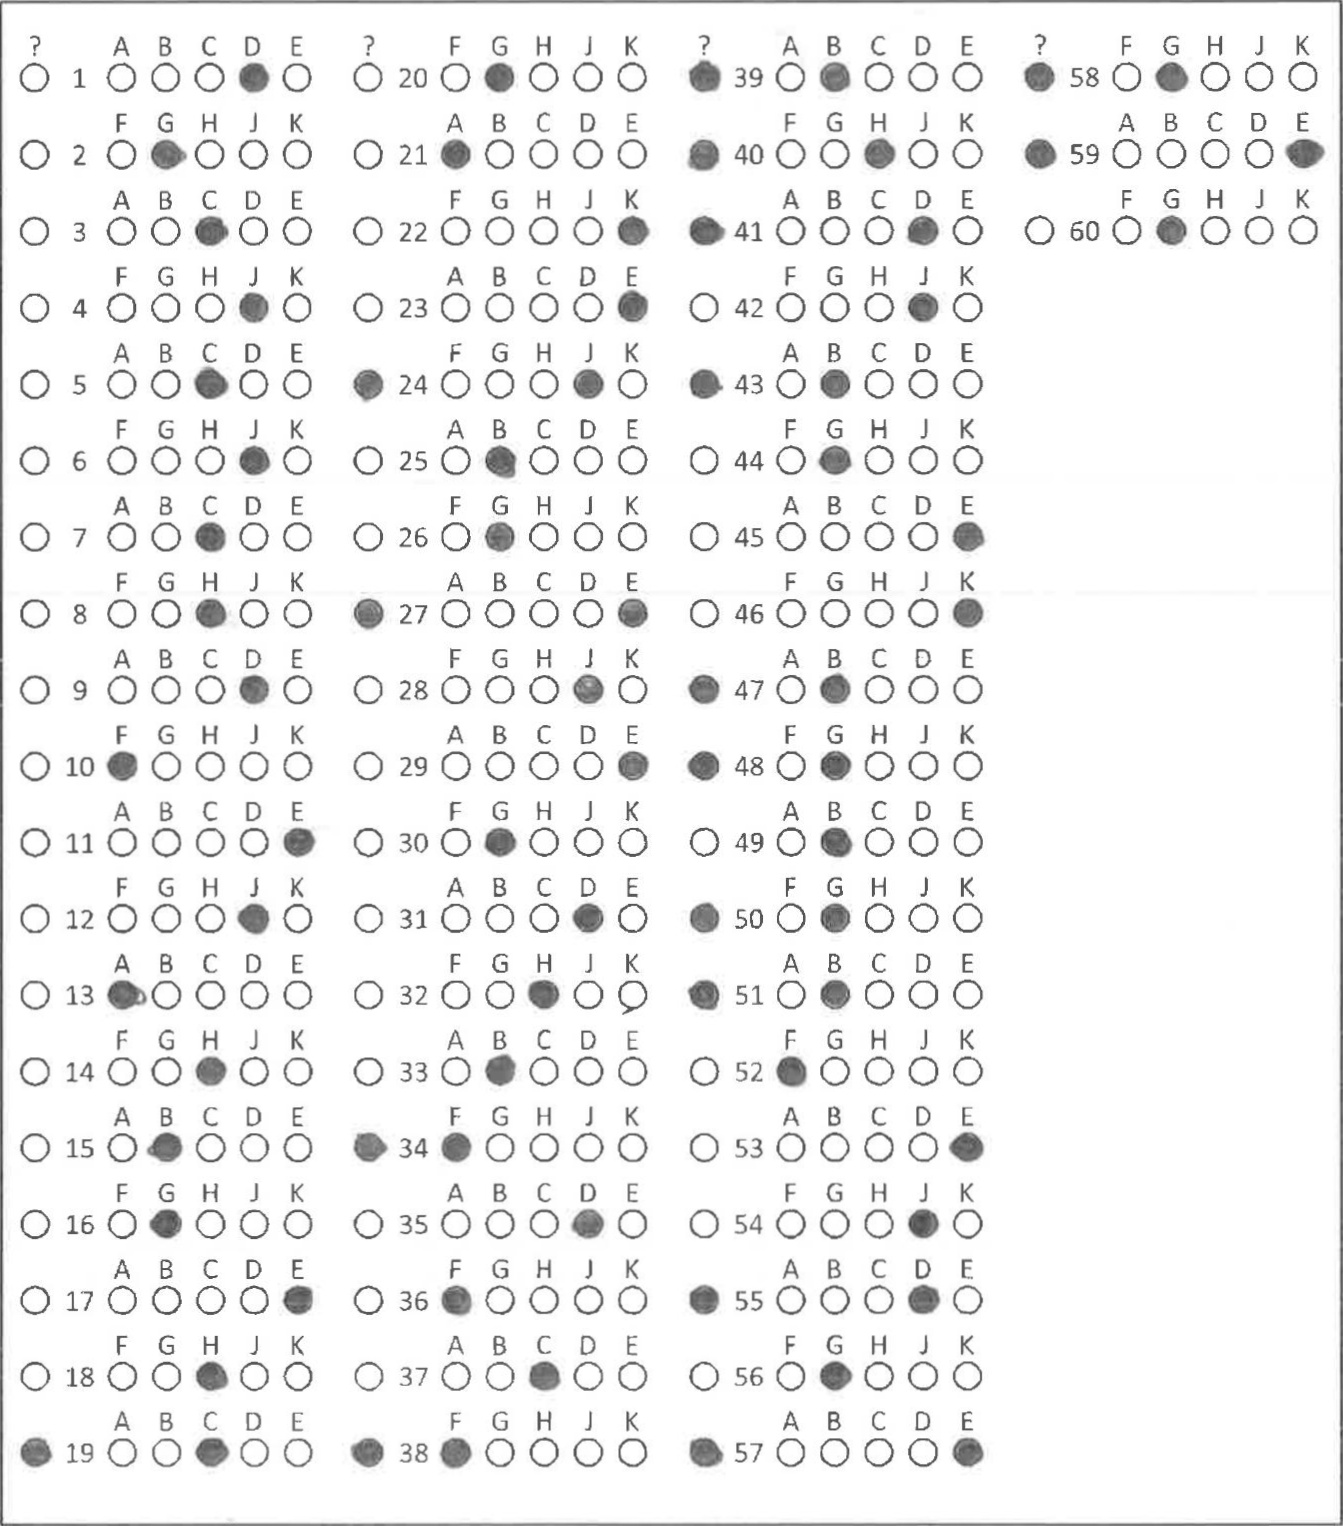 ? A B C D E ? F G H J K ? A B C D E ? F G H J K
1 20 39 58
F G H J K A B C D E F G H J K A B C D E
2 21 40 59
A B C D E F G H J K A B C D E F G H J K
3 22 41 60
F G H J K A B C D E F G H J K
4 23 42
A B C D E F G H J K A B C D E
5 24 43
F G H J K A B C D E F G H J K
6 25 44
A B C D E F G H J K A B C D E
7 26 45
F G H J K A B C D E F G H J K
8 27 46
A B C D E F G H J K A B C D E
9 28 47
F G H J K A B C D E F G H J K
10 29 48
A B C D E F G H J K A B C D E
11 30 49
F G H J K A B C D E F G H J K
12 31 50
A B C D E F G H J K A B C D E
13 32 51
F G H J K A B C D E F G H J K
14 33 52
A B C D E F G H J K A B C D E
15 34 53
F G H J K A B C D E F G H J K
16 35 54
A B C D E F G H J K A B C D E
17 36 55
F G H J K A B C D E F G H J K
18 37 56
A B C D E F G H J K A B C D E
19 38 57